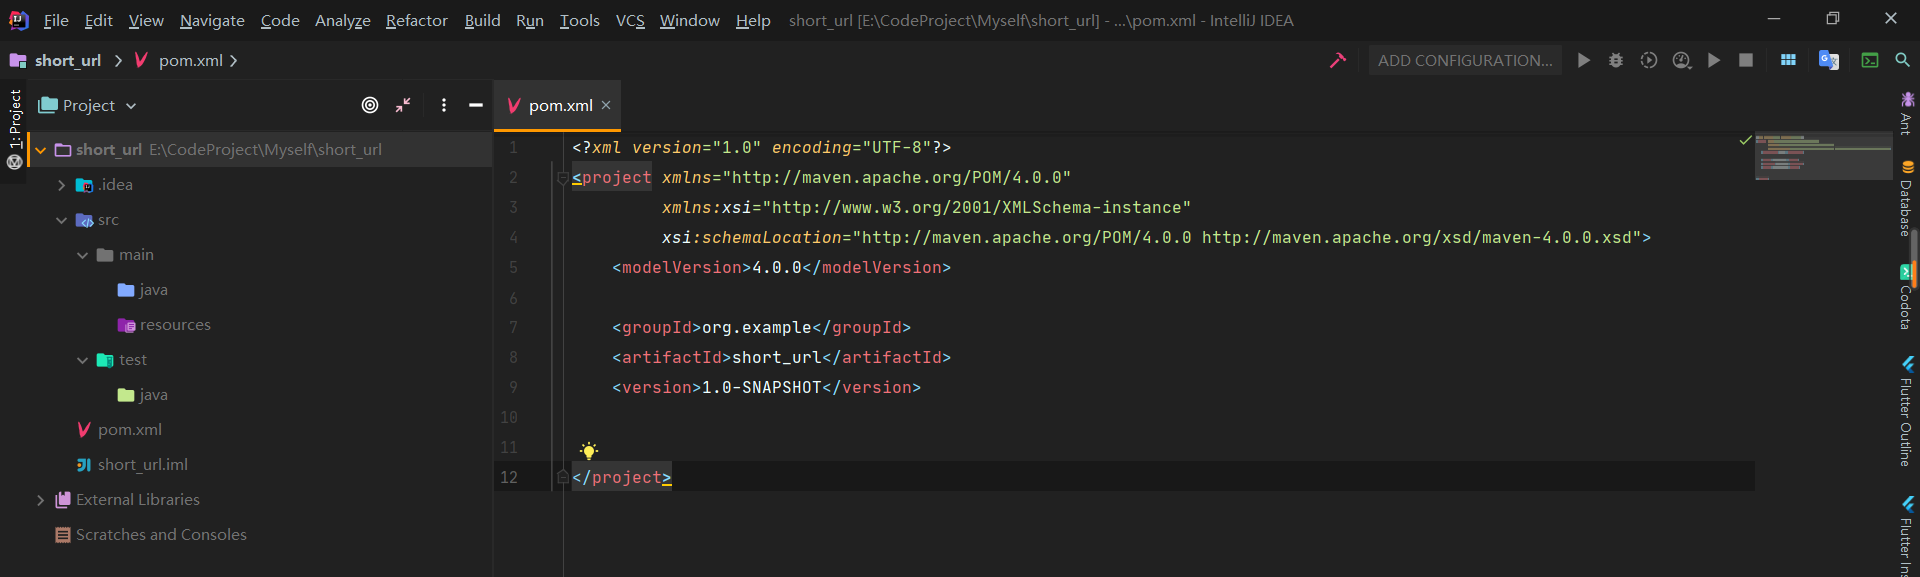 File Edit View Navigate Code Analyze Refactor Build Run Tools VCS Window Help short_url [E:\CodeProject\Myself\short_url] - ...\pom.xml - IntelliJ IDEA
short_url pom.xml ADD CONFIGURATION...
1: Project
Project
short_url E:\CodeProject\Myself\short_url
.idea
src
main
java
resources
test
java
pom.xml
short_url.iml
External Libraries
Scratches and Consoles
pom.xml
1 <?xml version="1.0" encoding="UTF-8"?>
2 <project xmlns="http://maven.apache.org/POM/4.0.0"
3 xmlns:xsi="http://www.w3.org/2001/XMLSchema-instance"
4 xsi:schemaLocation="http://maven.apache.org/POM/4.0.0 http://maven.apache.org/xsd/maven-4.0.0.xsd">
5 <modelVersion>4.0.0</modelVersion>
6
7 <groupId>org.example</groupId>
8 <artifactId>short_url</artifactId>
9 <version>1.0-SNAPSHOT</version>
10
11
12 </project>
Ant
Database
Codota
Flutter Outline
Flutter Ins